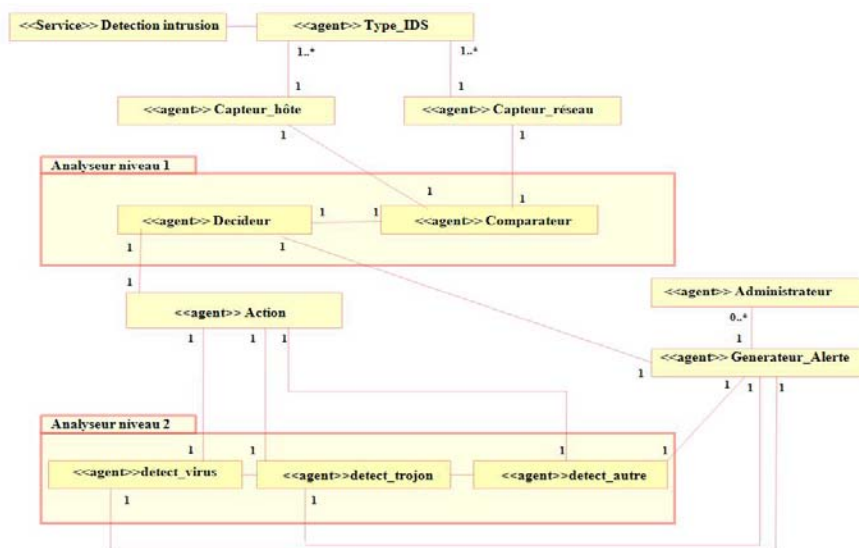 <<Service>> Detection intrusion <<agent>> Type_IDS
1..* 1..*
1 1
<<agent>> Capteur_hôte <<agent>> Capteur_réseau
1 1
Analyseur niveau 1
1 1
<<agent>> Decideur 1 1 <<agent>> Comparateur
1 1
1
<<agent>> Administrateur
<<agent>> Action
0..*
1
1 1 1
<<agent>> Generateur_Alerte
1
1 1 1
Analyseur niveau 2
1 1 1 1
<<agent>>detect_virus <<agent>>detect_trojon <<agent>>detect_autre
1 1